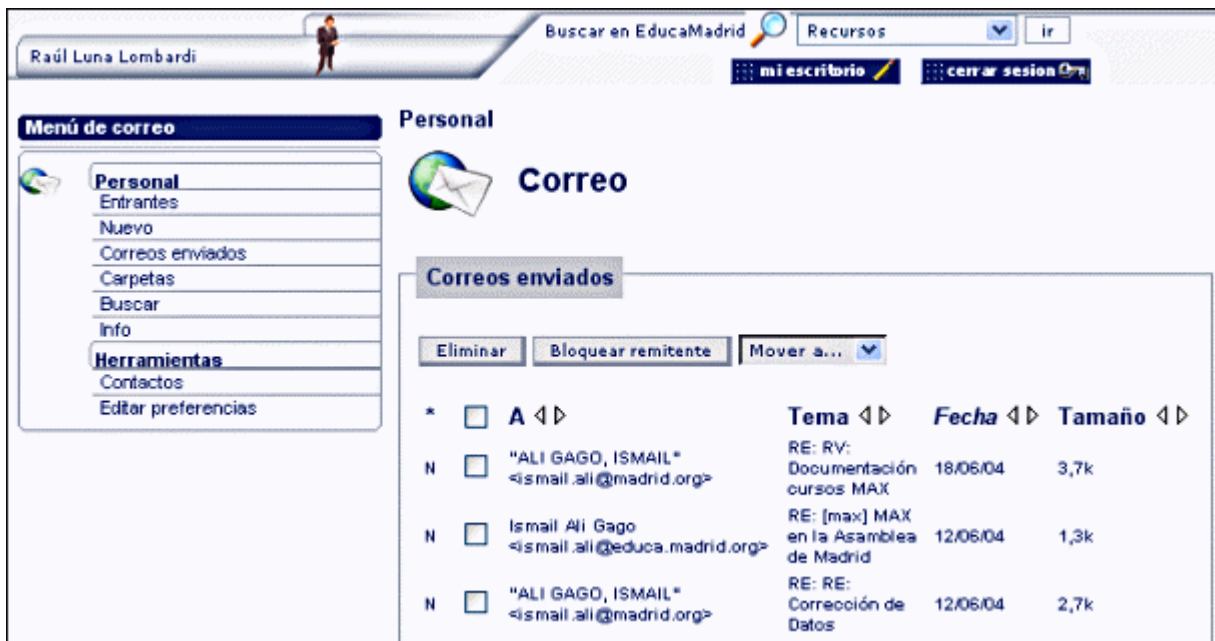 Buscar en EducaMadrid
Recursos
ir
Raúl Luna Lombardi
mi escritorio
cerrar sesion
Menú de correo
Personal
Entrantes
Nuevo
Correos enviados
Carpetas
Buscar
Info
Herramientas
Contactos
Editar preferencias
Personal
Correo
Correos enviados
Eliminar Bloquear remitente Mover a...
* A Tema Fecha Tamaño
N "ALI GAGO, ISMAIL" <ismail.ali@madrid.org> RE: RV: Documentación cursos MAX 18/06/04 3,7k
N Ismail Ali Gago <ismail.ali@educa.madrid.org> RE: [max] MAX en la Asamblea de Madrid 12/06/04 1,3k
N "ALI GAGO, ISMAIL" <ismail.ali@madrid.org> RE: RE: Corrección de Datos 12/06/04 2,7k